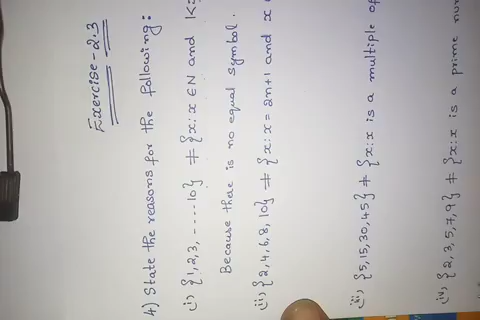 Exercise - 2.3
4) State the reasons for the following:
(i) {1,2,3, ----- 10} ≠ {x: x ∈ N and 1<
Because there is no equal symbol.
(ii) {2,4,6,8,10} ≠ {x: x = 2n+1 and x
(iii) {5,15,30,45} ≠ {x: x is a multiple of
(iv) {2,3,5,7,9} ≠ {x: x is a prime